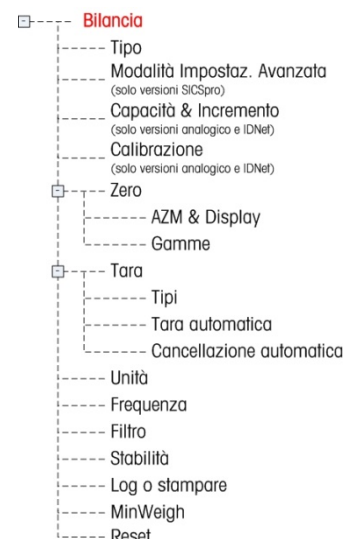 Bilancia
Tipo
Modalità Impostaz. Avanzata
(solo versioni SICSpro)
Capacità & Incremento
(solo versioni analogico e IDNet)
Calibrazione
(solo versioni analogico e IDNet)
Zero
AZM & Display
Gamme
Tara
Tipi
Tara automatica
Cancellazione automatica
Unità
Frequenza
Filtro
Stabilità
Log o stampare
MinWeigh
Reset